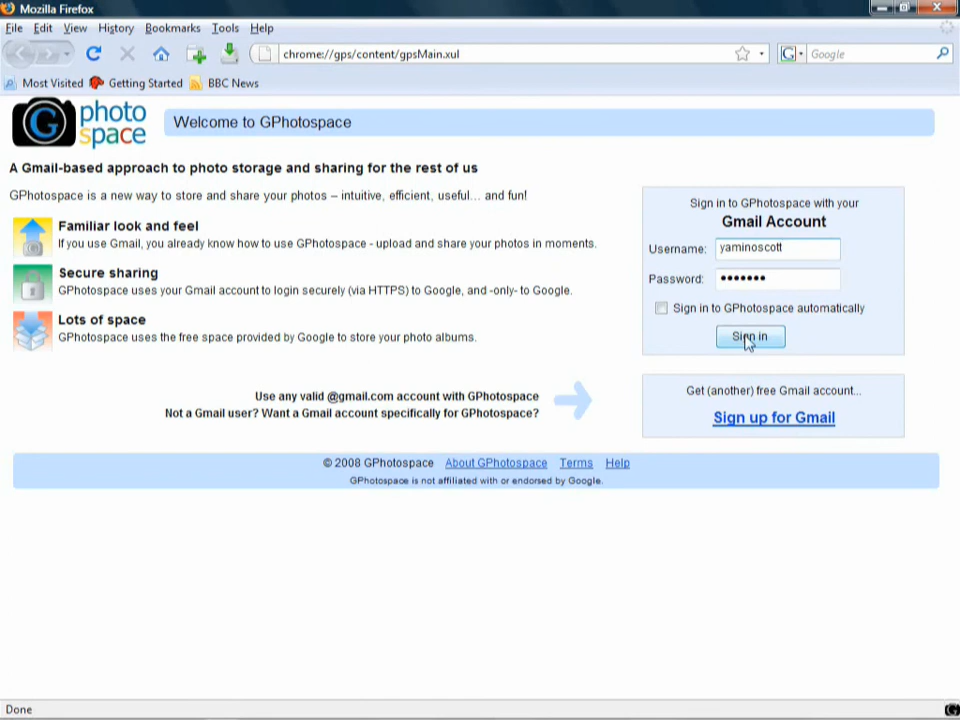 Mozilla Firefox
File Edit View History Bookmarks Tools Help
chrome://gps/content/gpsMain.xul
G Google
Most Visited Getting Started BBC News
G photo space
Welcome to GPhotospace
A Gmail-based approach to photo storage and sharing for the rest of us
GPhotospace is a new way to store and share your photos – intuitive, efficient, useful... and fun!
Familiar look and feel
If you use Gmail, you already know how to use GPhotospace - upload and share your photos in moments.
Secure sharing
GPhotospace uses your Gmail account to login securely (via HTTPS) to Google, and -only- to Google.
Lots of space
GPhotospace uses the free space provided by Google to store your photo albums.
Sign in to GPhotospace with your
Gmail Account
Username: yaminoscott
Password: •••••••
Sign in to GPhotospace automatically
Sign in
Use any valid @gmail.com account with GPhotospace
Not a Gmail user? Want a Gmail account specifically for GPhotospace?
Get (another) free Gmail account...
Sign up for Gmail
© 2008 GPhotospace About GPhotospace Terms Help
GPhotospace is not affiliated with or endorsed by Google.
Done